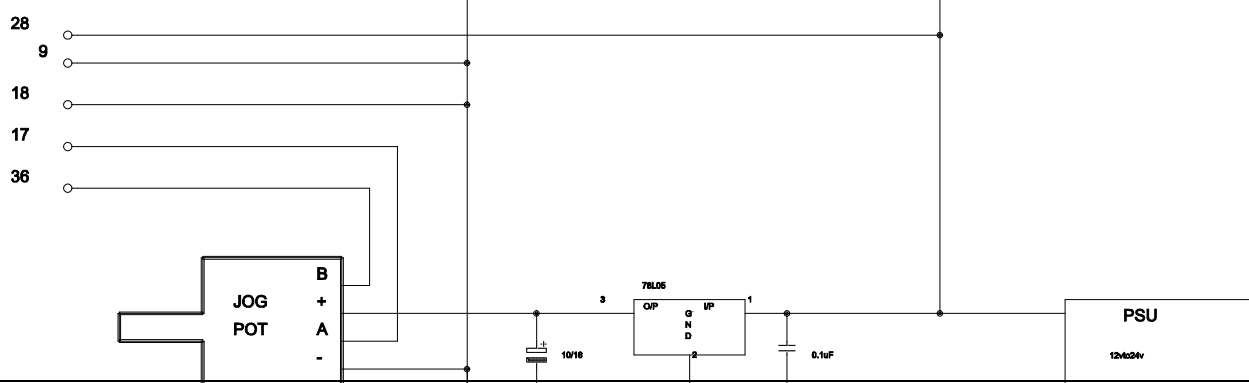 28
9
18
17
36
B
JOG +
POT A
-
78L05
3 O/P I/P 1
G
N
D
2
+
10/16
0.1uF
PSU
12vto24v